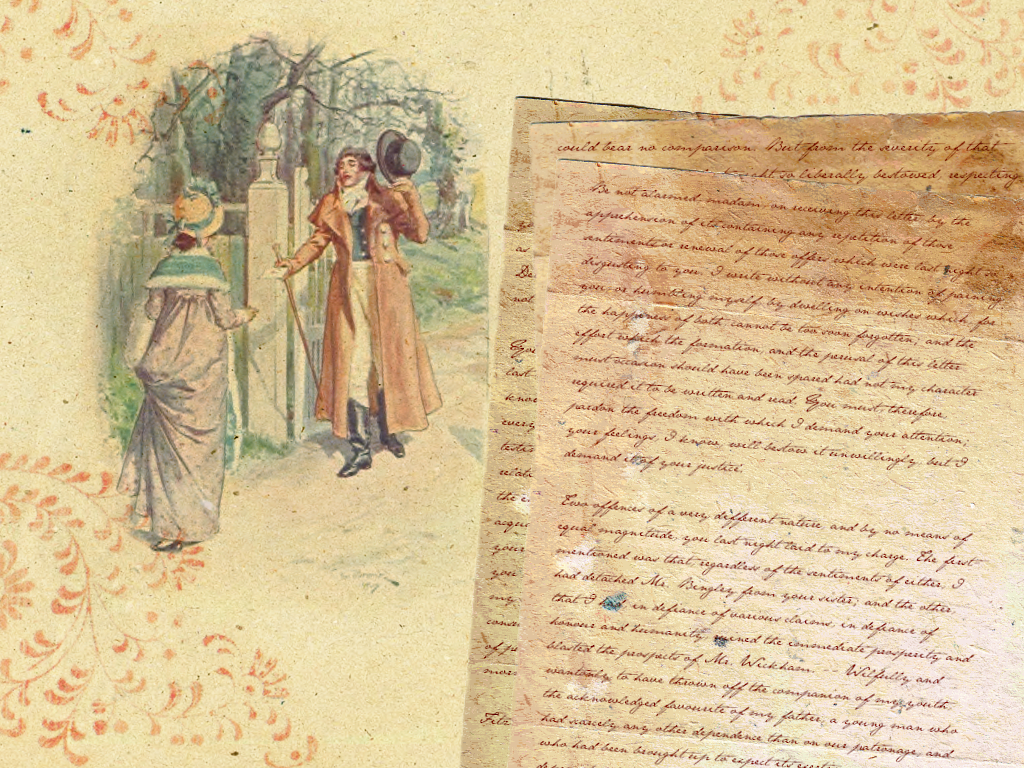 could bear no comparison. But from the severity of that
so liberally bestowed respecting
Be not alarmed, madam, on receiving this letter, by the
apprehension of its containing any repetition of those
sentiments or renewal of those offers which were last night so
disgusting to you. I write without any intention of paining
you, or humbling myself, by dwelling on wishes which, for
the happiness of both, cannot be too soon forgotten; and the
effort which the formation, and the perusal of this letter
must occasion should have been spared had not my character
required it to be written and read. You must, therefore,
pardon the freedom with which I demand your attention;
your feelings, I know, will bestow it unwillingly, but I
demand it of your justice.
Two offences of a very different nature, and by no means of
equal magnitude, you last night laid to my charge. The first
mentioned was that regardless of the sentiments of either, I
had detached Mr. Bingley from your sister; and the other,
that I had, in defiance of various claims, in defiance of
honour and humanity, ruined the immediate prosperity and
blasted the prospects of Mr. Wickham. -- Wilfully and
wantonly to have thrown off the companion of my youth,
the acknowledged favourite of my father, a young man who
had scarcely any other dependence than on our patronage, and
who had been brought up to expect its
as
not
last
every
the
your
you
my
Fitz